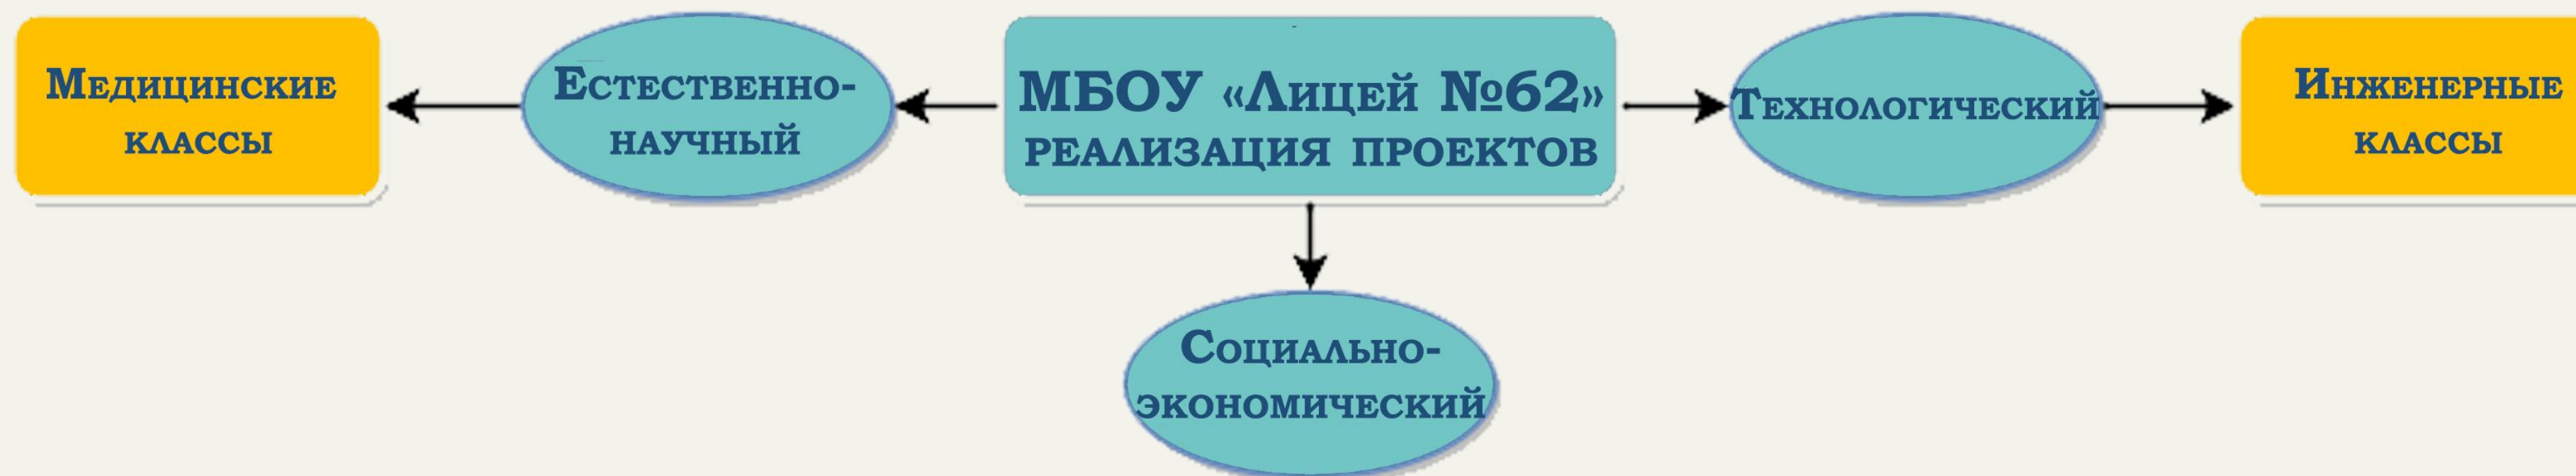 Медицинские
классы
Естественно-
научный
МБОУ «Лицей №62»
реализация проектов
Технологический
Инженерные
классы
Социально-
экономический